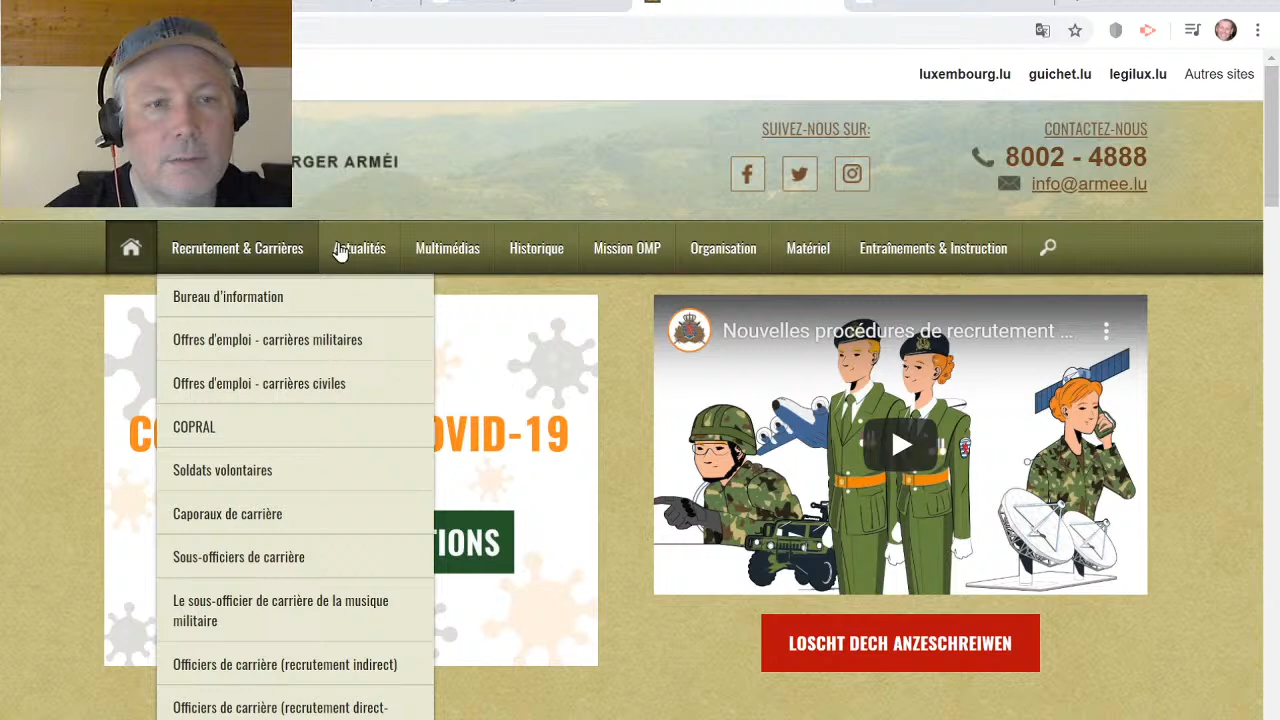 luxembourg.lu guichet.lu legilux.lu Autres sites
SUIVEZ-NOUS SUR:
CONTACTEZ-NOUS
8002 - 4888
info@armee.lu
RGER ARMÉI
Recrutement & Carrières Actualités Multimédias Historique Mission OMP Organisation Matériel Entraînements & Instruction
Bureau d'information
Offres d'emploi - carrières militaires
Offres d'emploi - carrières civiles
COPRAL
Soldats volontaires
Caporaux de carrière
Sous-officiers de carrière
Le sous-officier de carrière de la musique
militaire
Officiers de carrière (recrutement indirect)
Officiers de carrière (recrutement direct-
OVID-19
TIONS
Nouvelles procédures de recrutement ...
LOSCHT DECH ANZESCHREIWEN